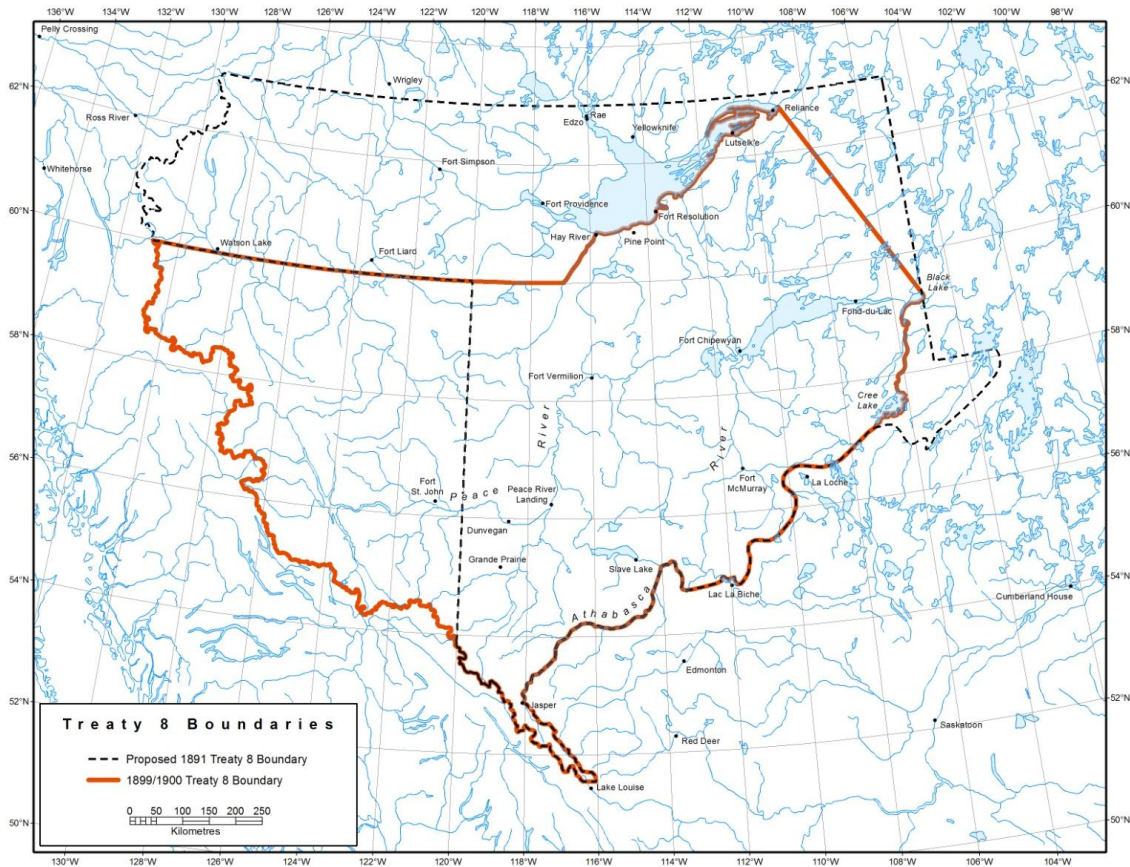 136°W 134°W 132°W 130°W 128°W 126°W 124°W 122°W 120°W 118°W 116°W 114°W 112°W 110°W 108°W 106°W 104°W 102°W 100°W 98°W
Pelly Crossing
62°N
62°N
Wrigley
Ross River
Rae
Edzo
Yellowknife
Reliance
Lutselk'e
Whitehorse
Fort Simpson
60°N
60°N
Fort Providence
Fort Resolution
Hay River
Pine Point
Watson Lake
Fort Liard
Black
Lake
Fond-du-Lac
58°N
58°N
Fort Chipewyan
Fort Vermilion
Cree
Lake
River
River
56°N
56°N
Fort
St. John
Peace
Peace River
Landing
Fort
McMurray
La Loche
Dunvegan
Grande Prairie
Slave Lake
54°N
54°N
Lac La Biche
Cumberland House
Athabasca
Edmonton
52°N
52°N
Jasper
Saskatoon
Red Deer
Lake Louise
50°N
50°N
Treaty 8 Boundaries
Proposed 1891 Treaty 8 Boundary
1899/1900 Treaty 8 Boundary
0 50 100 150 200 250
Kilometres
130°W 128°W 126°W 124°W 122°W 120°W 118°W 116°W 114°W 112°W 110°W 108°W 106°W 104°W